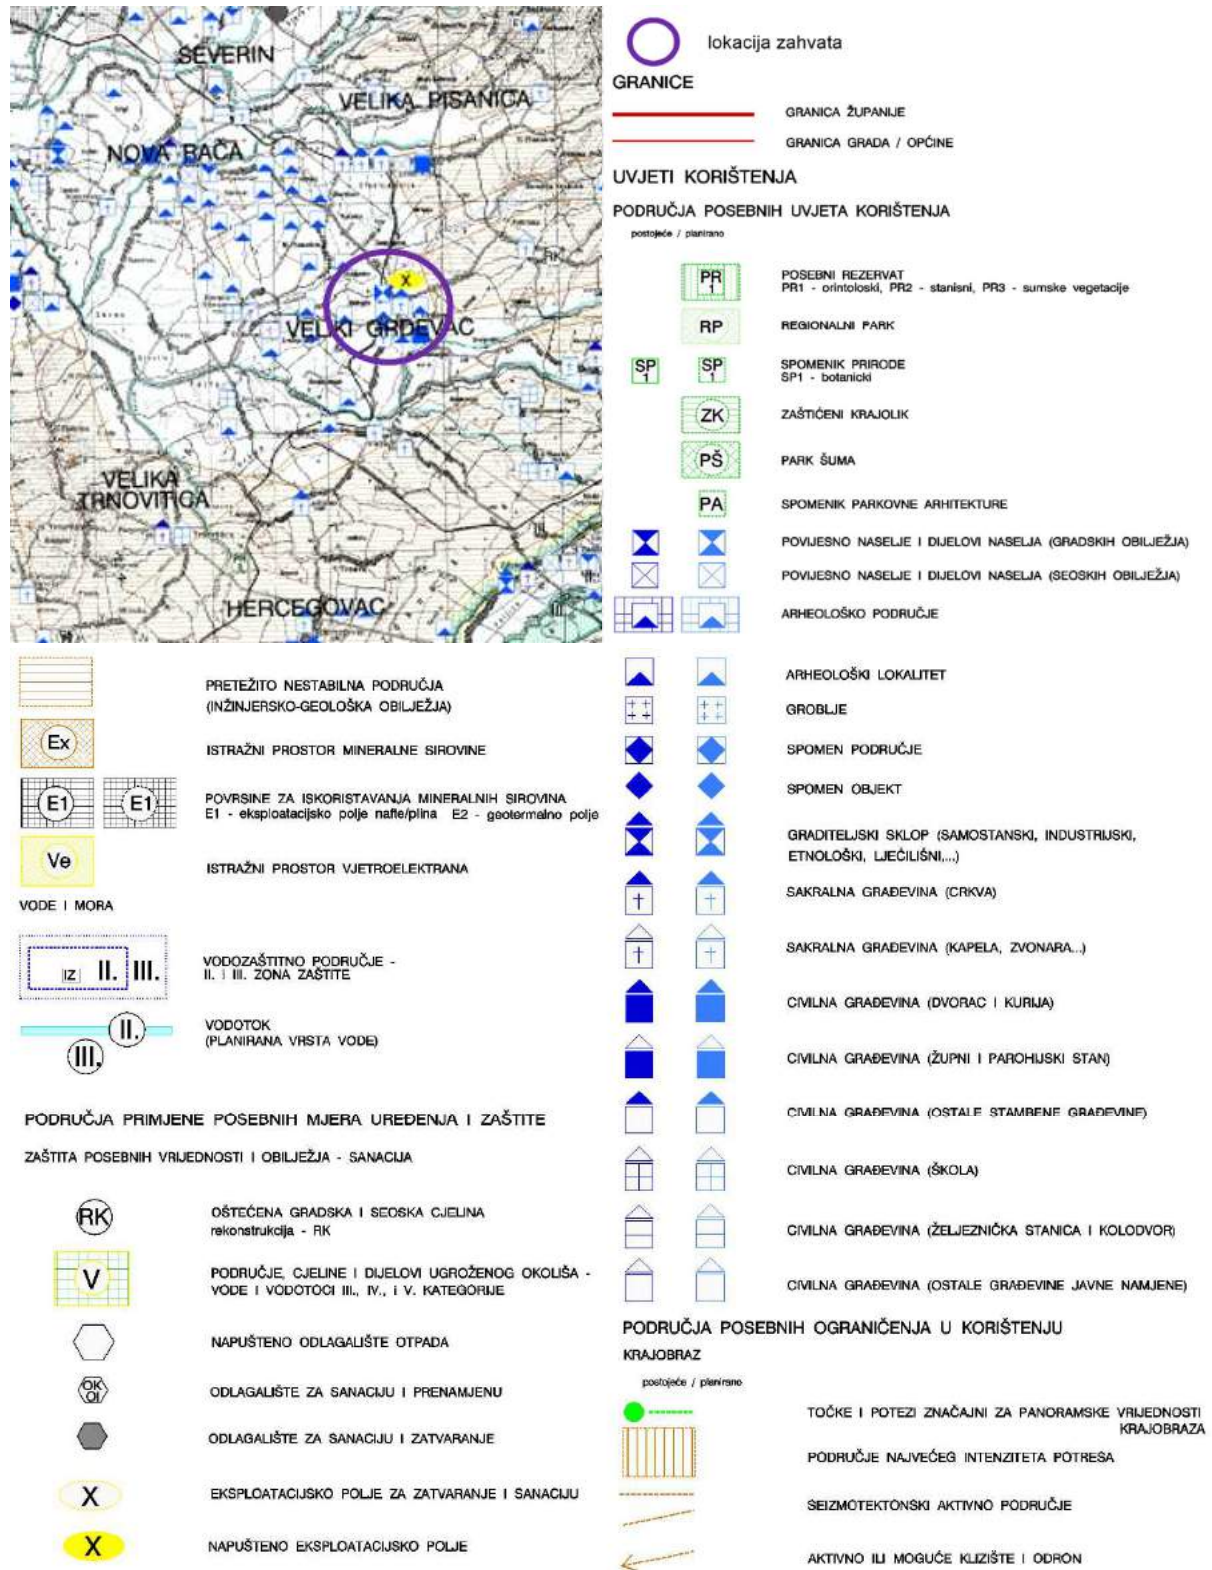 SEVERIN
VELIKA PISANICA
NOVA RAČA
RK
X
VELIKI GRĐEVAC
VELIKA
TRNOVITICA
HERCEGOVAC
III.
lokacija zahvata
GRANICE
GRANICA ŽUPANIJE
GRANICA GRADA / OPĆINE
UVJETI KORIŠTENJA
PODRUČJA POSEBNIH UVJETA KORIŠTENJA
postojeće / planirano
PR 1
POSEBNI REZERVAT
PR1 - orintoloski, PR2 - stanisni, PR3 - sumske vegetacije
RP
REGIONALNI PARK
SP 1 SP 1
SPOMENIK PRIRODE
SP1 - botanicki
ZK
ZAŠTIĆENI KRAJOLIK
PŠ
PARK ŠUMA
PA
SPOMENIK PARKOVNE ARHITEKTURE
POVIJESNO NASELJE I DIJELOVI NASELJA (GRADSKIH OBILJEŽJA)
POVIJESNO NASELJE I DIJELOVI NASELJA (SEOSKIH OBILJEŽJA)
ARHEOLOŠKO PODRUČJE
PRETEŽITO NESTABILNA PODRUČJA
(INŽINJERSKO-GEOLOŠKA OBILJEŽJA)
Ex
ISTRAŽNI PROSTOR MINERALNE SIROVINE
E1 E1
POVRSINE ZA ISKORISTAVANJA MINERALNIH SIROVINA
E1 - eksploatacijsko polje nafte/plina E2 - geotermalno polje
Ve
ISTRAŽNI PROSTOR VJETROELEKTRANA
VODE I MORA
IZ II. III.
VODOZAŠTITNO PODRUČJE -
II. I III. ZONA ZAŠTITE
II.
III.
VODOTOK
(PLANIRANA VRSTA VODE)
PODRUČJA PRIMJENE POSEBNIH MJERA UREĐENJA I ZAŠTITE
ZAŠTITA POSEBNIH VRIJEDNOSTI I OBILJEŽJA - SANACIJA
RK
OŠTEĆENA GRADSKA I SEOSKA CJELINA
rekonstrukcija - RK
V
PODRUČJE, CJELINE I DIJELOVI UGROŽENOG OKOLIŠA -
VODE I VODOTOCI III., IV., i V. KATEGORIJE
NAPUŠTENO ODLAGALIŠTE OTPADA
OK
OI
ODLAGALIŠTE ZA SANACIJU I PRENAMJENU
ODLAGALIŠTE ZA SANACIJU I ZATVARANJE
X
EKSPLOATACIJSKO POLJE ZA ZATVARANJE I SANACIJU
X
NAPUŠTENO EKSPLOATACIJSKO POLJE
ARHEOLOŠKI LOKALITET
GROBLJE
SPOMEN PODRUČJE
SPOMEN OBJEKT
GRADITELJSKI SKLOP (SAMOSTANSKI, INDUSTRIJSKI,
ETNOLOŠKI, LJEČILIŠNI,...)
SAKRALNA GRAĐEVINA (CRKVA)
SAKRALNA GRAĐEVINA (KAPELA, ZVONARA...)
CIVILNA GRAĐEVINA (DVORAC I KURIJA)
CIVILNA GRAĐEVINA (ŽUPNI I PAROHIJSKI STAN)
CIVILNA GRAĐEVINA (OSTALE STAMBENE GRAĐEVINE)
CIVILNA GRAĐEVINA (ŠKOLA)
CIVILNA GRAĐEVINA (ŽELJEZNIČKA STANICA I KOLODVOR)
CIVILNA GRAĐEVINA (OSTALE GRAĐEVINE JAVNE NAMJENE)
PODRUČJA POSEBNIH OGRANIČENJA U KORIŠTENJU
KRAJOBRAZ
postojeće / planirano
TOČKE I POTEZI ZNAČAJNI ZA PANORAMSKE VRIJEDNOSTI
KRAJOBRAZA
PODRUČJE NAJVEĆEG INTENZITETA POTRESA
SEIZMOTEKTONSKI AKTIVNO PODRUČJE
AKTIVNO ILI MOGUĆE KLIZIŠTE I ODRON